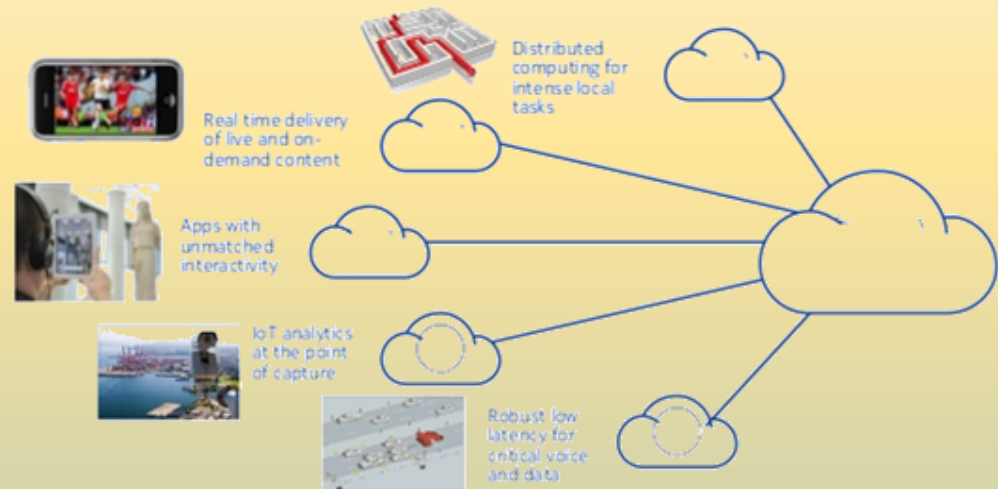 Distributed
computing for
intense local
tasks
Real time delivery
of live and on-
demand content
Apps with
unmatched
interactivity
IoT analytics
at the point
of capture
Robust low
latency for
critical voice
and data